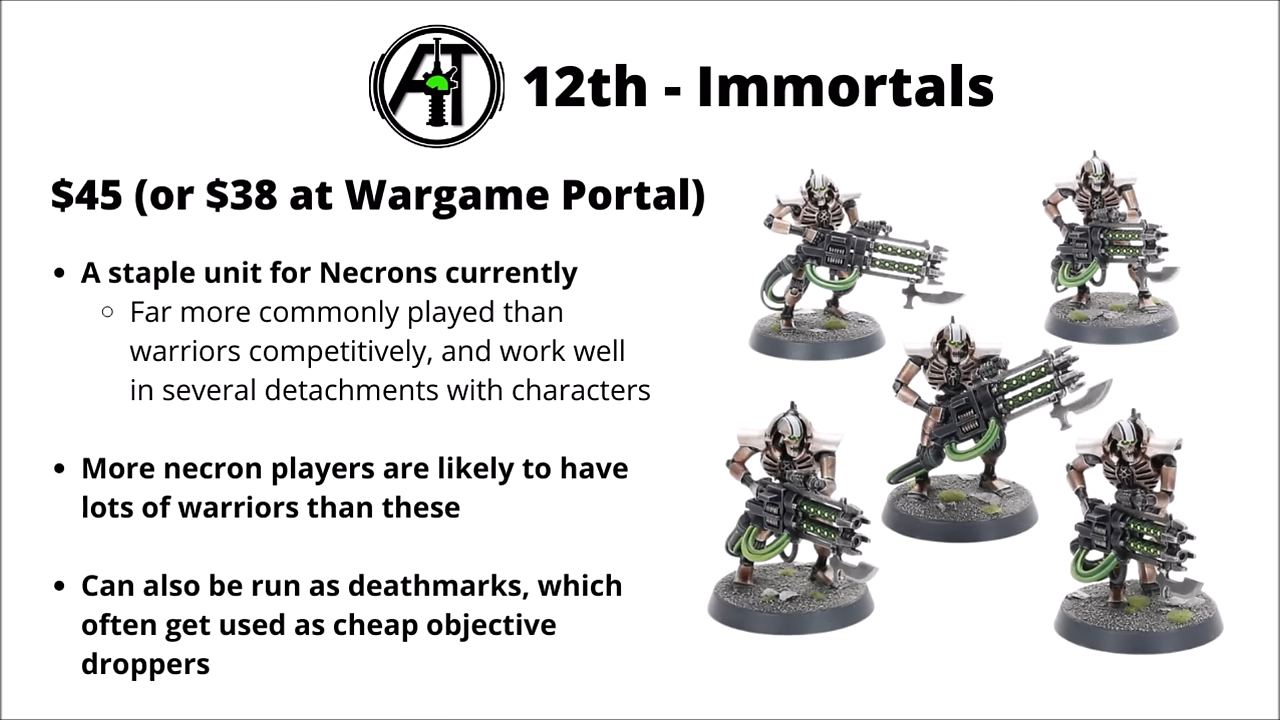 AT
12th - Immortals
$45 (or $38 at Wargame Portal)
• A staple unit for Necrons currently
○ Far more commonly played than
warriors competitively, and work well
in several detachments with characters
• More necron players are likely to have
lots of warriors than these
• Can also be run as deathmarks, which
often get used as cheap objective
droppers